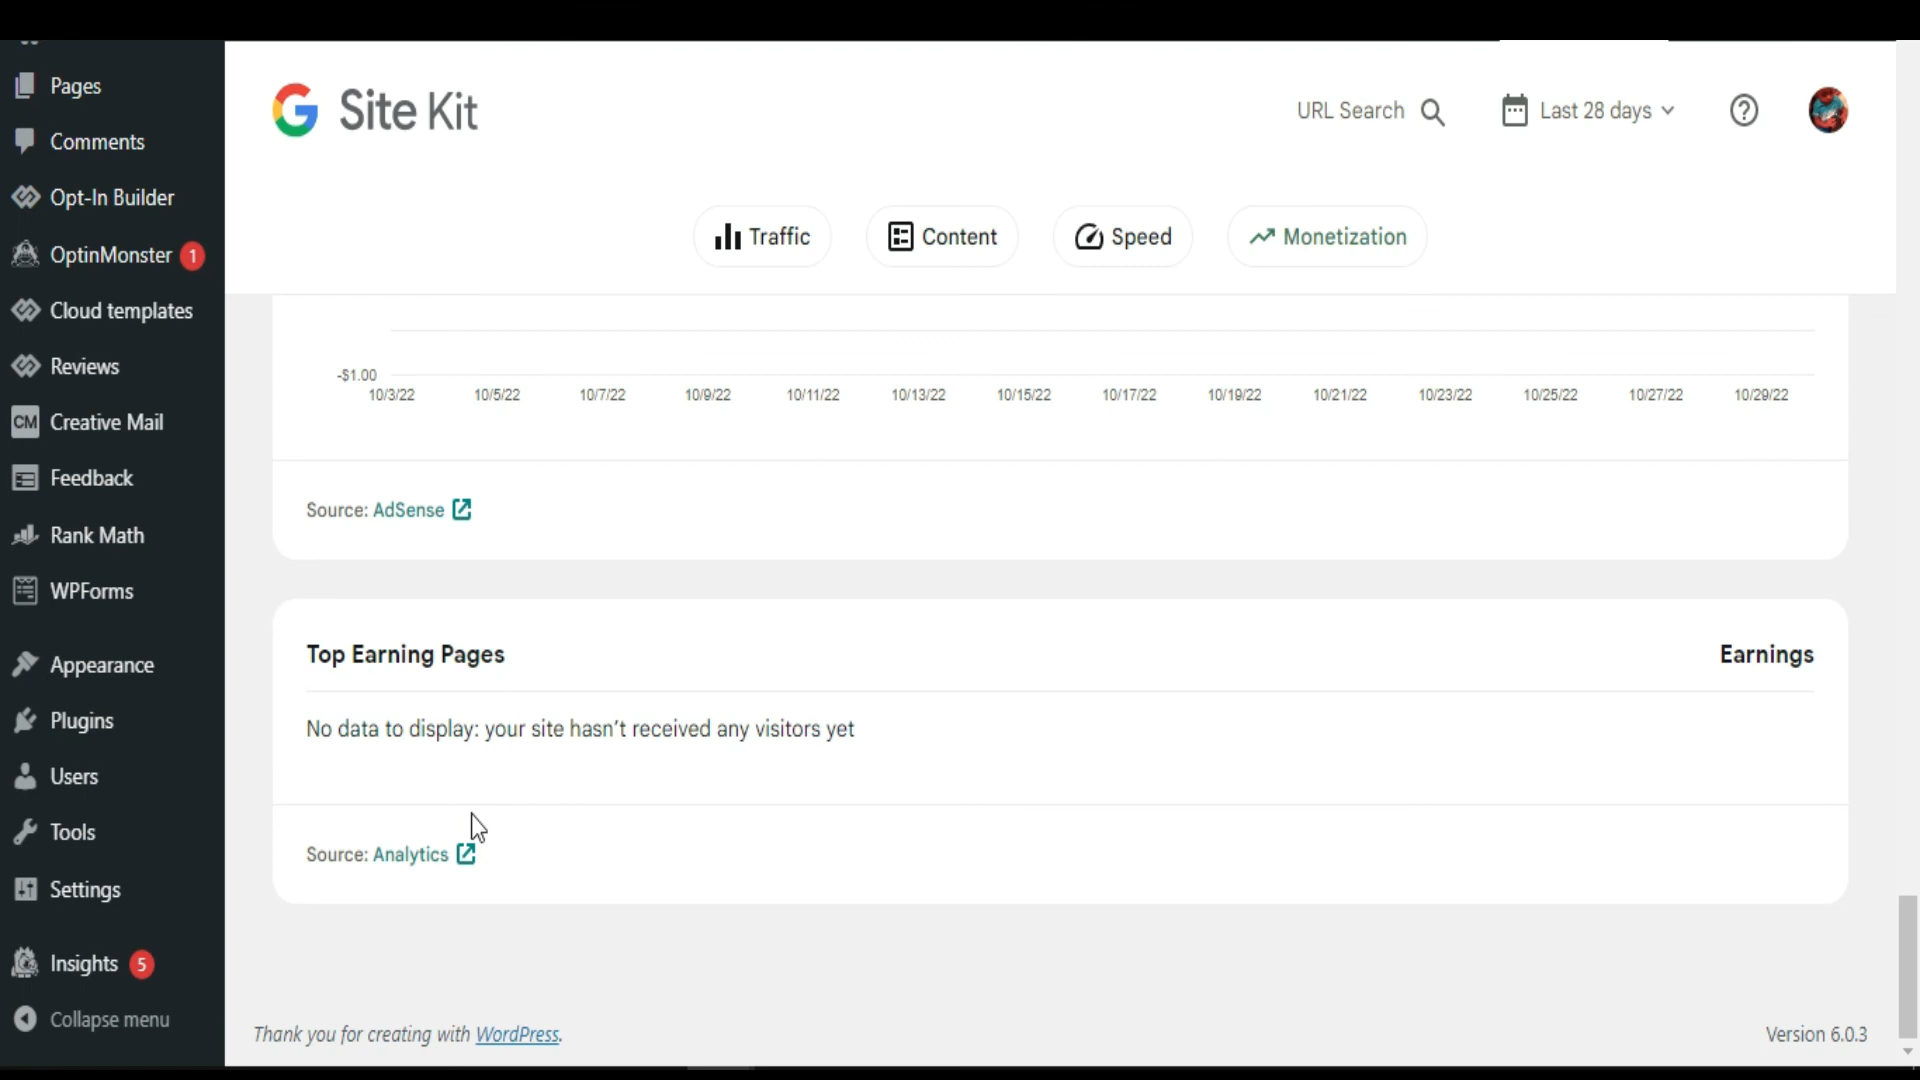 Pages
Comments
Opt-In Builder
OptinMonster 1
Cloud templates
Reviews
CM Creative Mail
Feedback
Rank Math
WPForms
Appearance
Plugins
Users
Tools
Settings
Insights 5
Collapse menu
G Site Kit
URL Search
Last 28 days
Traffic
Content
Speed
Monetization
-$1.00
10/3/22 10/5/22 10/7/22 10/9/22 10/11/22 10/13/22 10/15/22 10/17/22 10/19/22 10/21/22 10/23/22 10/25/22 10/27/22 10/29/22
Source: AdSense
Top Earning Pages Earnings
No data to display: your site hasn't received any visitors yet
Source: Analytics
Thank you for creating with WordPress. Version 6.0.3